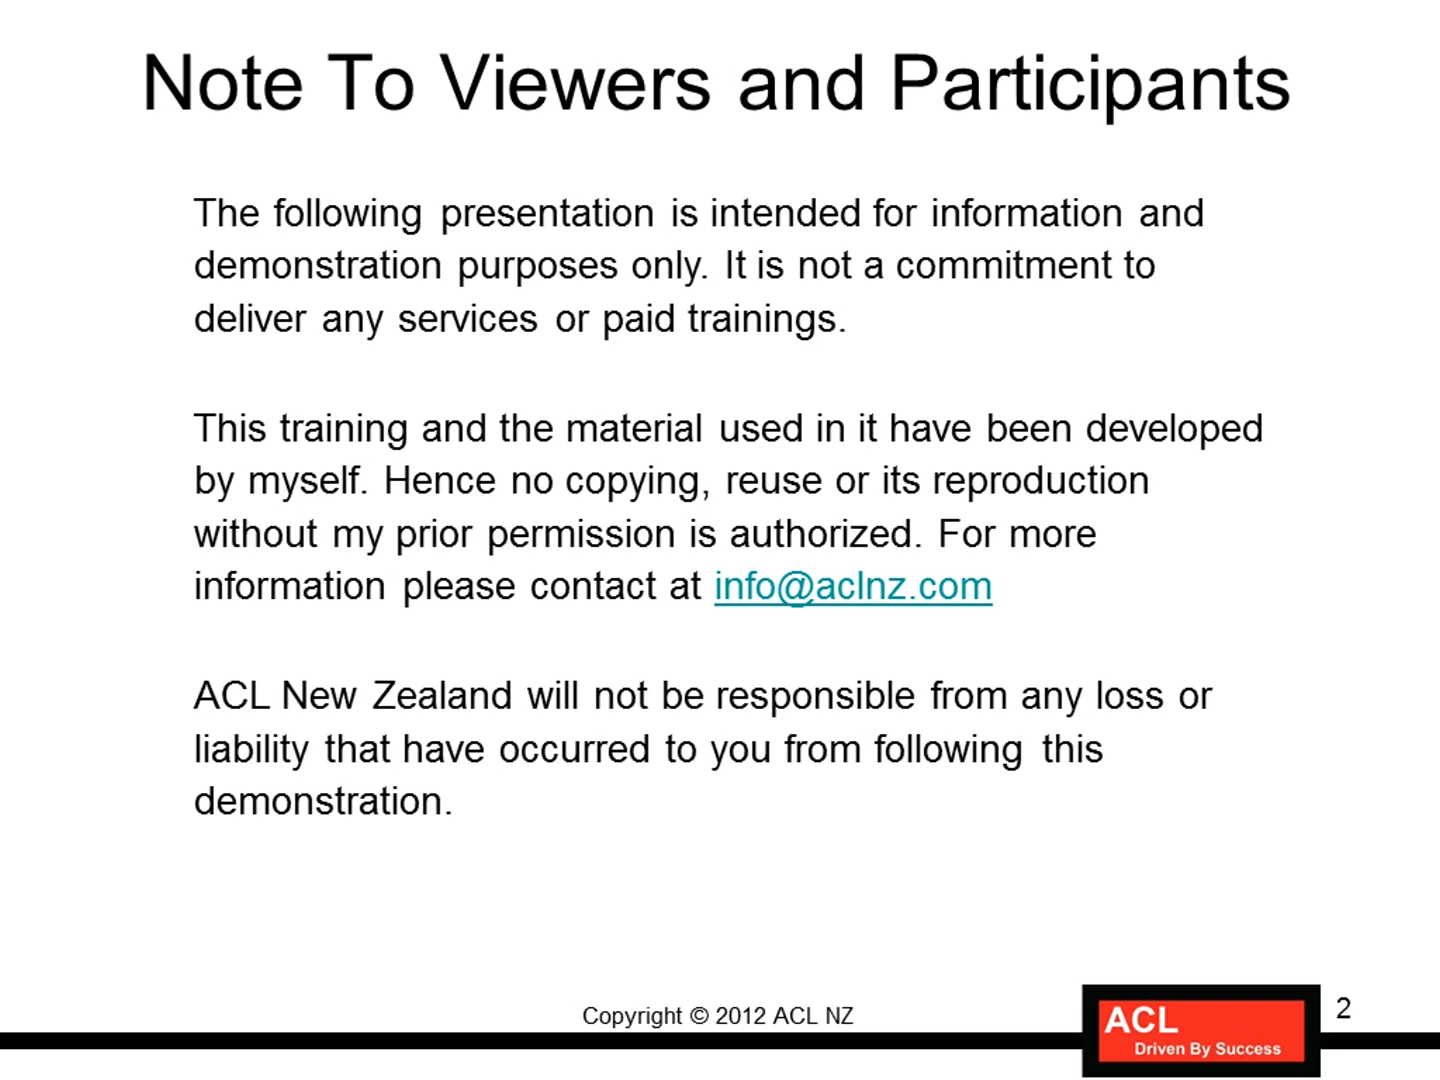 Note To Viewers and Participants
The following presentation is intended for information and
demonstration purposes only. It is not a commitment to
deliver any services or paid trainings.
This training and the material used in it have been developed
by myself. Hence no copying, reuse or its reproduction
without my prior permission is authorized. For more
information please contact at info@aclnz.com
ACL New Zealand will not be responsible from any loss or
liability that have occurred to you from following this
demonstration.
Copyright © 2012 ACL NZ
ACL
Driven By Success
2